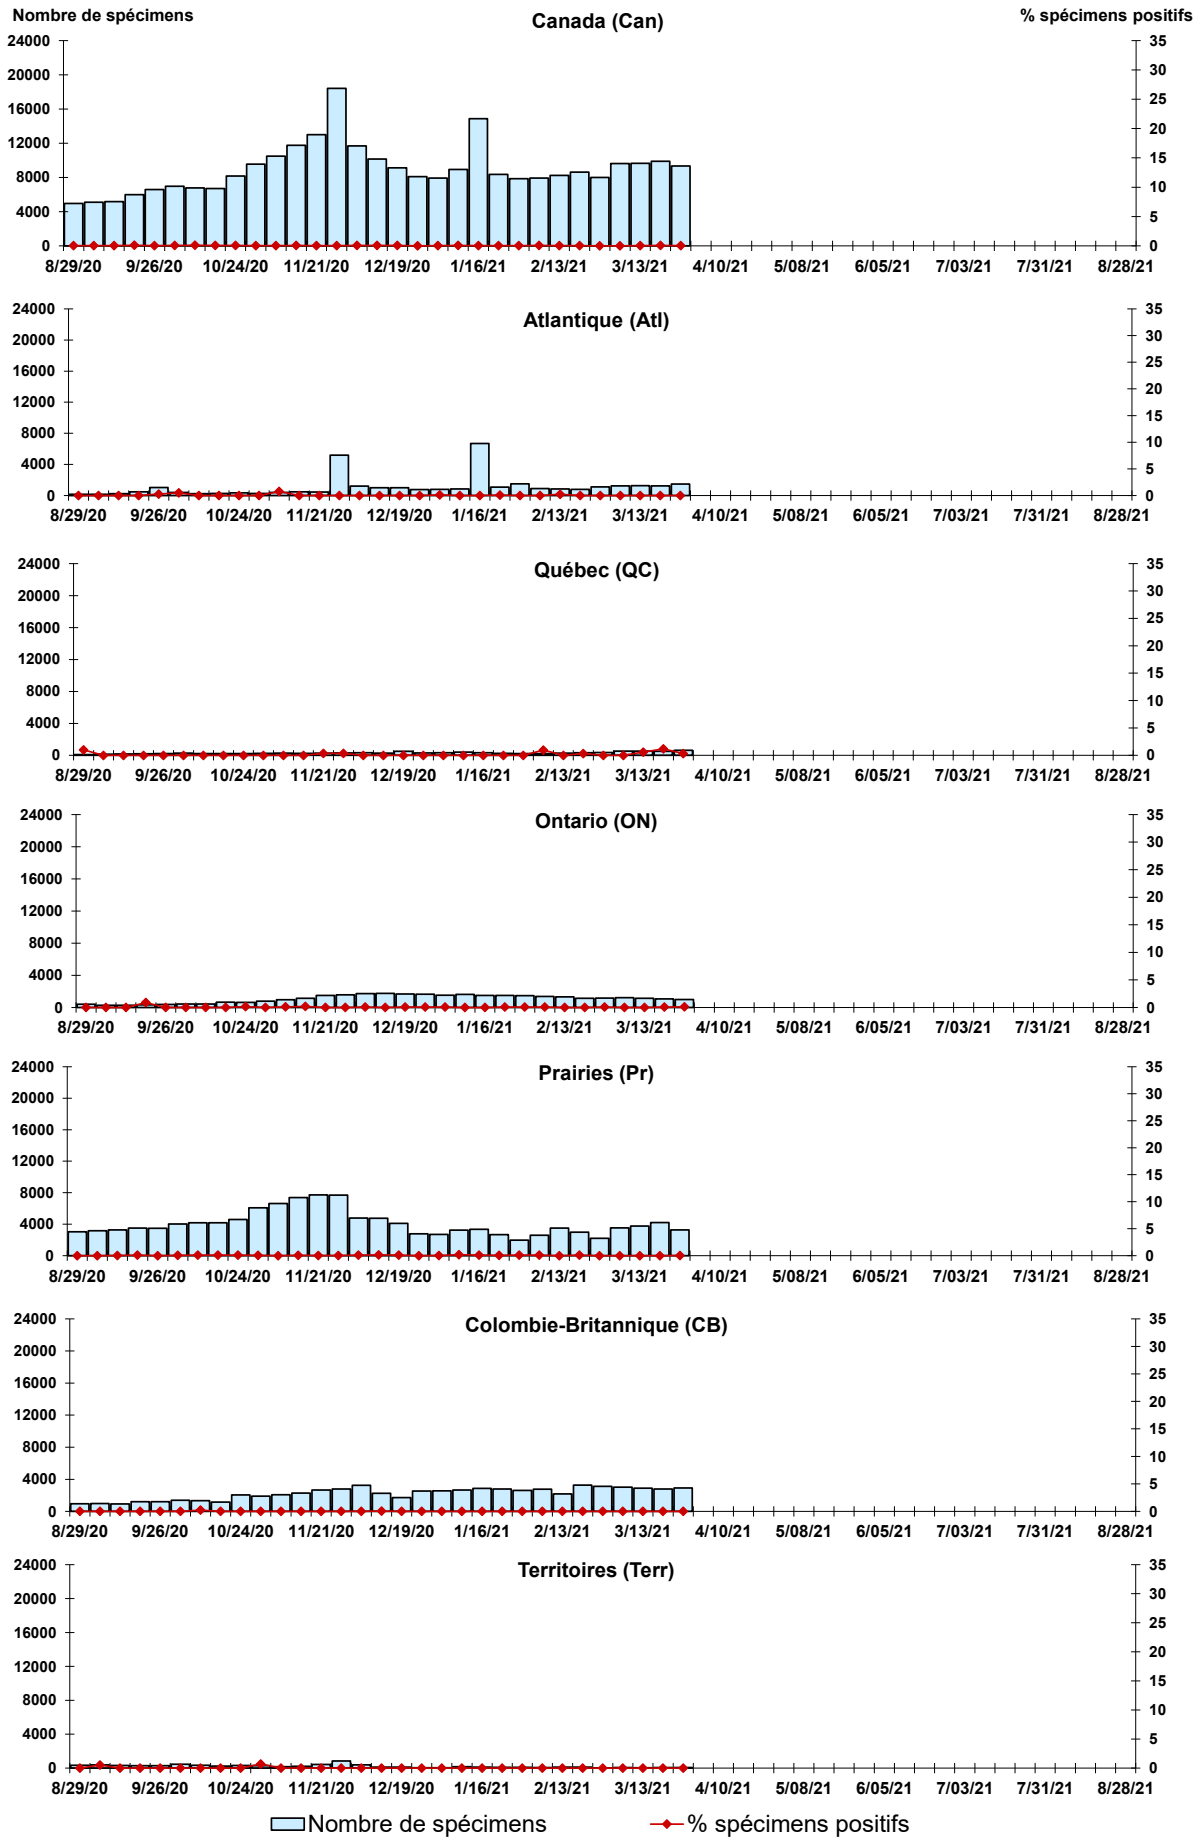 Nombre de spécimens
Canada (Can)
% spécimens positifs
24000 20000 16000 12000 8000 4000 0
35 30 25 20 15 10 5 0
8/29/20 9/26/20 10/24/20 11/21/20 12/19/20 1/16/21 2/13/21 3/13/21 4/10/21 5/08/21 6/05/21 7/03/21 7/31/21 8/28/21
Atlantique (Atl)
24000 20000 16000 12000 8000 4000 0
35 30 25 20 15 10 5 0
8/29/20 9/26/20 10/24/20 11/21/20 12/19/20 1/16/21 2/13/21 3/13/21 4/10/21 5/08/21 6/05/21 7/03/21 7/31/21 8/28/21
Québec (QC)
24000 20000 16000 12000 8000 4000 0
35 30 25 20 15 10 5 0
8/29/20 9/26/20 10/24/20 11/21/20 12/19/20 1/16/21 2/13/21 3/13/21 4/10/21 5/08/21 6/05/21 7/03/21 7/31/21 8/28/21
Ontario (ON)
24000 20000 16000 12000 8000 4000 0
35 30 25 20 15 10 5 0
8/29/20 9/26/20 10/24/20 11/21/20 12/19/20 1/16/21 2/13/21 3/13/21 4/10/21 5/08/21 6/05/21 7/03/21 7/31/21 8/28/21
Prairies (Pr)
24000 20000 16000 12000 8000 4000 0
35 30 25 20 15 10 5 0
8/29/20 9/26/20 10/24/20 11/21/20 12/19/20 1/16/21 2/13/21 3/13/21 4/10/21 5/08/21 6/05/21 7/03/21 7/31/21 8/28/21
Colombie-Britannique (CB)
24000 20000 16000 12000 8000 4000 0
35 30 25 20 15 10 5 0
8/29/20 9/26/20 10/24/20 11/21/20 12/19/20 1/16/21 2/13/21 3/13/21 4/10/21 5/08/21 6/05/21 7/03/21 7/31/21 8/28/21
Territoires (Terr)
24000 20000 16000 12000 8000 4000 0
35 30 25 20 15 10 5 0
8/29/20 9/26/20 10/24/20 11/21/20 12/19/20 1/16/21 2/13/21 3/13/21 4/10/21 5/08/21 6/05/21 7/03/21 7/31/21 8/28/21
Nombre de spécimens
% spécimens positifs